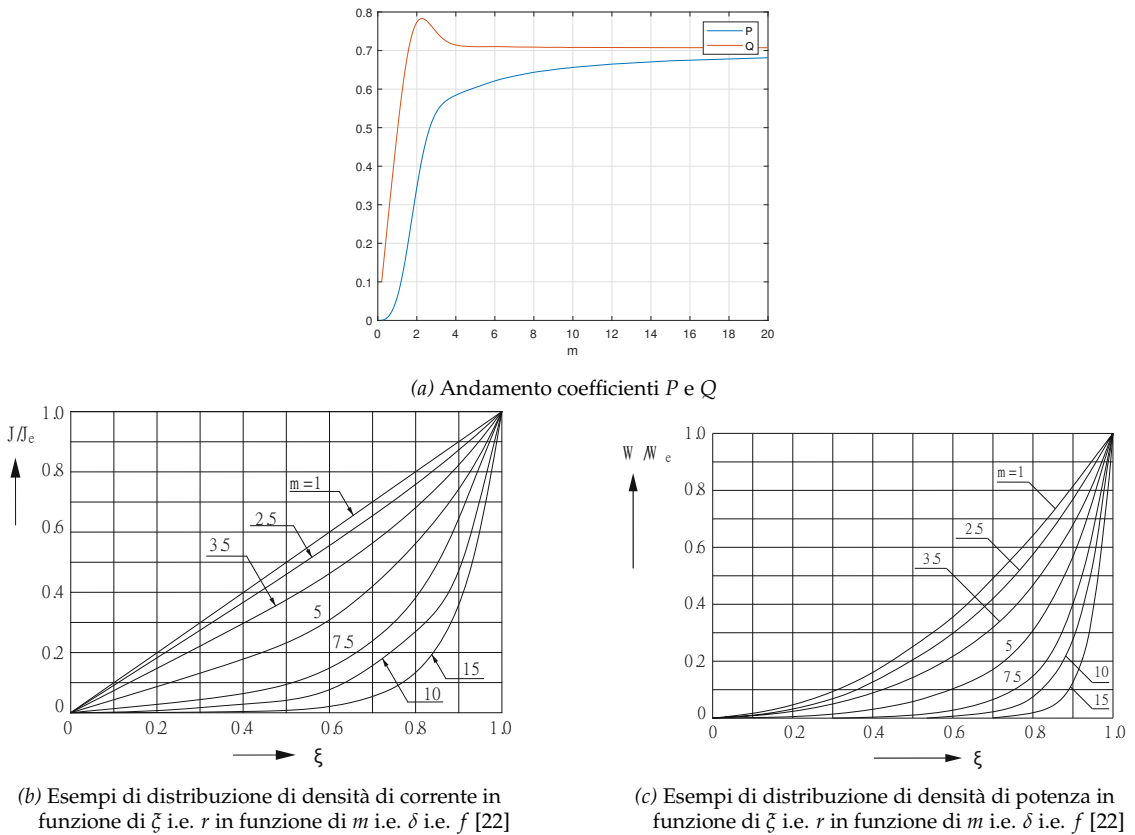 0.8
0.7
0.6
0.5
0.4
0.3
0.2
0.1
0
P
Q
0 2 4 6 8 10 12 14 16 18 20
m
(a) Andamento coefficienti P e Q
J/Je
1.0
0.8
0.6
0.4
0.2
0
m=1
2.5
3.5
5
7.5
10
15
0 0.2 0.4 0.6 0.8 1.0
ξ
(b) Esempi di distribuzione di densità di corrente in
funzione di ξ i.e. r in funzione di m i.e. δ i.e. f [22]
W/We
1.0
0.8
0.6
0.4
0.2
0
m=1
2.5
3.5
5
7.5
10
15
0 0.2 0.4 0.6 0.8 1.0
ξ
(c) Esempi di distribuzione di densità di potenza in
funzione di ξ i.e. r in funzione di m i.e. δ i.e. f [22]